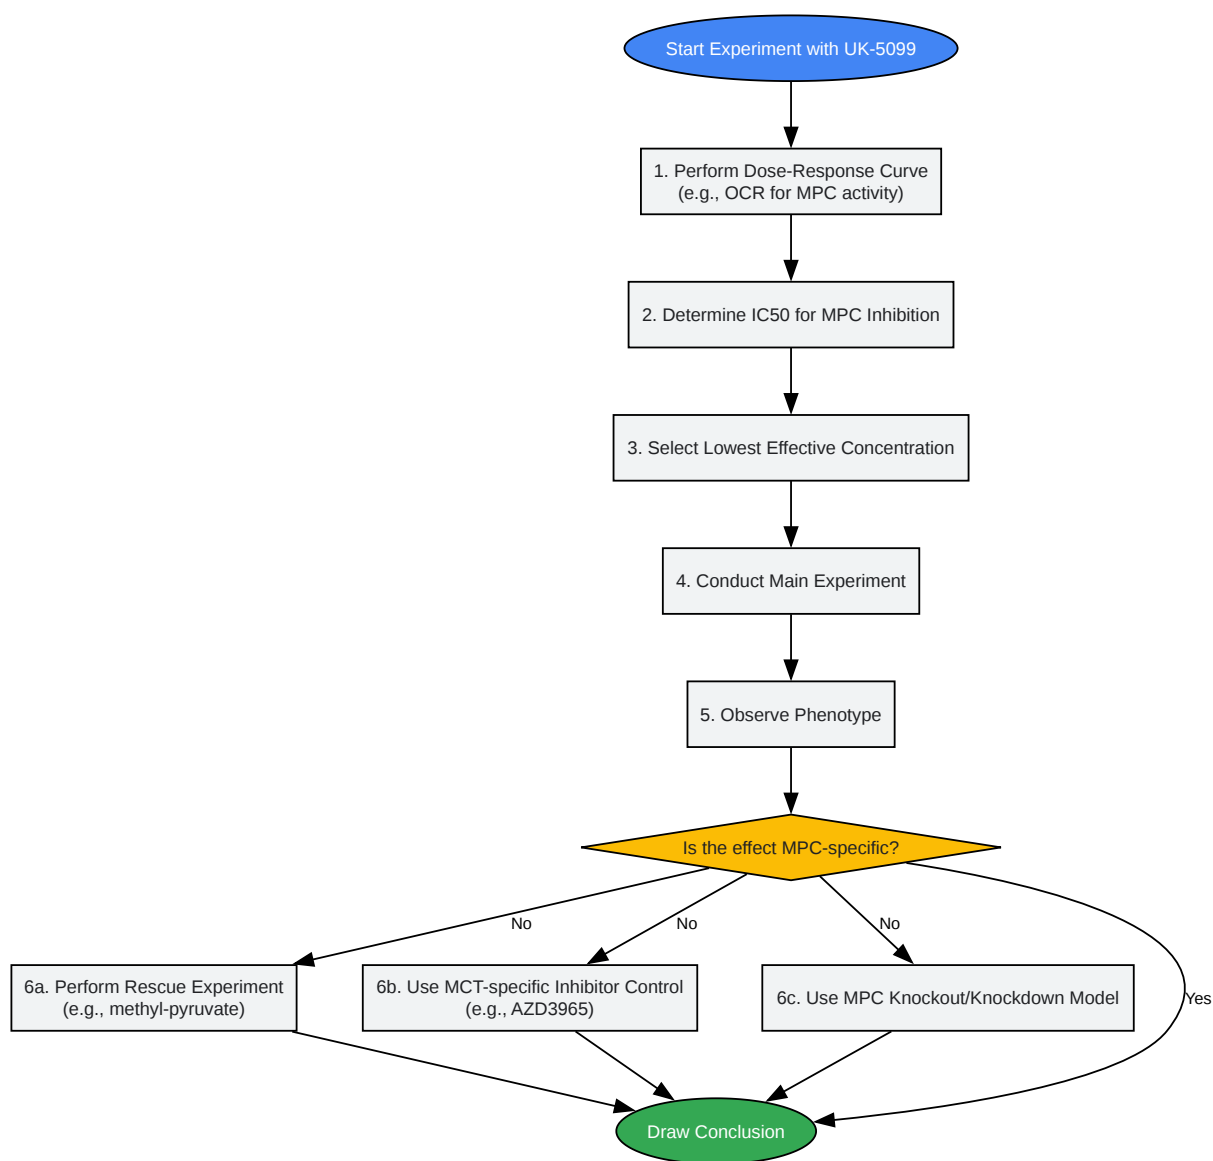 Start Experiment with UK-5099
1. Perform Dose-Response Curve
(e.g., OCR for MPC activity)
2. Determine IC50 for MPC Inhibition
3. Select Lowest Effective Concentration
4. Conduct Main Experiment
5. Observe Phenotype
Is the effect MPC-specific?
No
No
No
Yes
6a. Perform Rescue Experiment
(e.g., methyl-pyruvate)
6b. Use MCT-specific Inhibitor Control
(e.g., AZD3965)
6c. Use MPC Knockout/Knockdown Model
Draw Conclusion